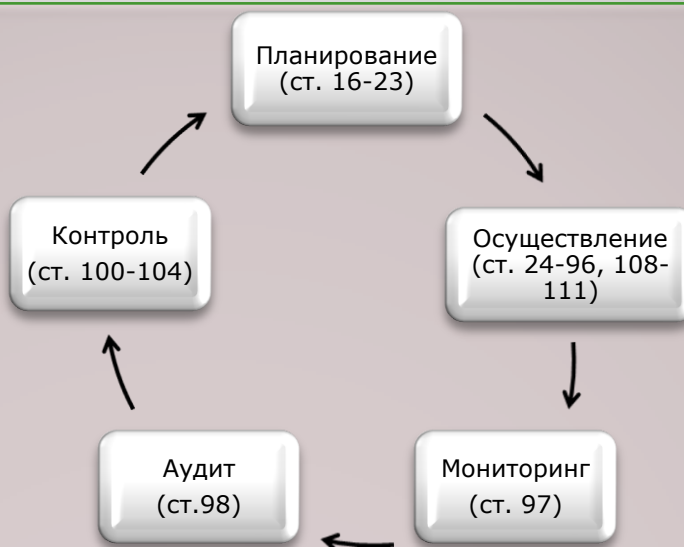 Планирование
(ст. 16-23)
Осуществление
(ст. 24-96, 108-
111)
Мониторинг
(ст. 97)
Аудит
(ст.98)
Контроль
(ст. 100-104)